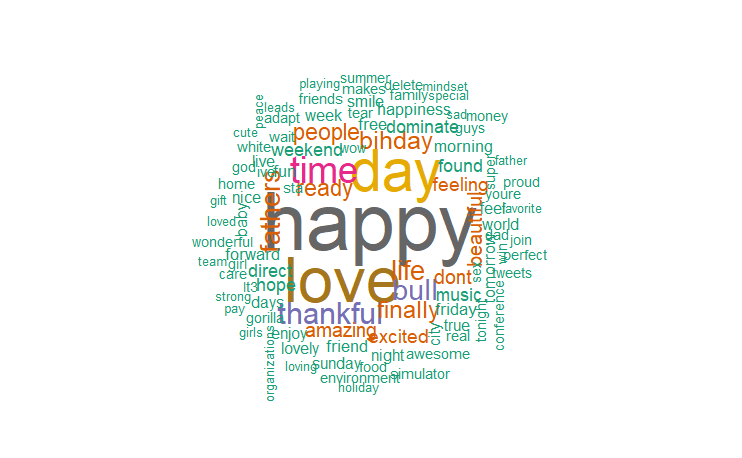 playing
summer
delete
mindset
makes
family
special
peace
leads
friends
smile
happiness
tear
sad
money
adapt
week
free
dominate
guys
cute
wait
people
bihday
white
weekend
wow
morning
god
live
fun
time
day
found
super
father
ive
sta
ready
feeling
proud
home
youre
gift
nice
fathers
happy
beautiful
feel
favorite
baby
loved
world
wonderful
dad
join
forward
tomorrow
win
perfect
team
girl
love
life
sex
tweets
care
direct
dont
lt3
hope
bull
music
strong
days
thankful
finally
friday
tonight
conference
pay
gorilla
girls
enjoy
amazing
excited
city
true
real
organizations
lovely
friend
night
awesome
loving
sunday
food
environment
simulator
holiday